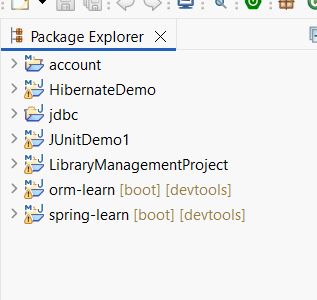 Package Explorer
account
HibernateDemo
jdbc
JUnitDemo1
LibraryManagementProject
orm-learn [boot] [devtools]
spring-learn [boot] [devtools]